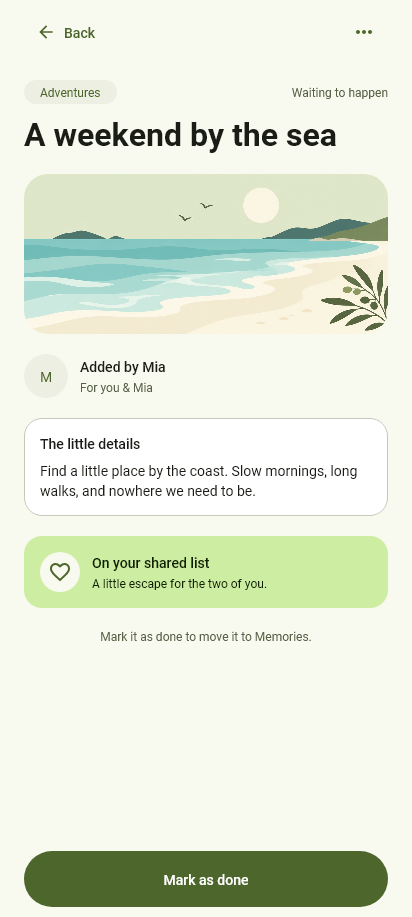 Back
Adventures
Waiting to happen
A weekend by the sea
M
Added by Mia
For you & Mia
The little details
Find a little place by the coast. Slow mornings, long
walks, and nowhere we need to be.
On your shared list
A little escape for the two of you.
Mark it as done to move it to Memories.
Mark as done